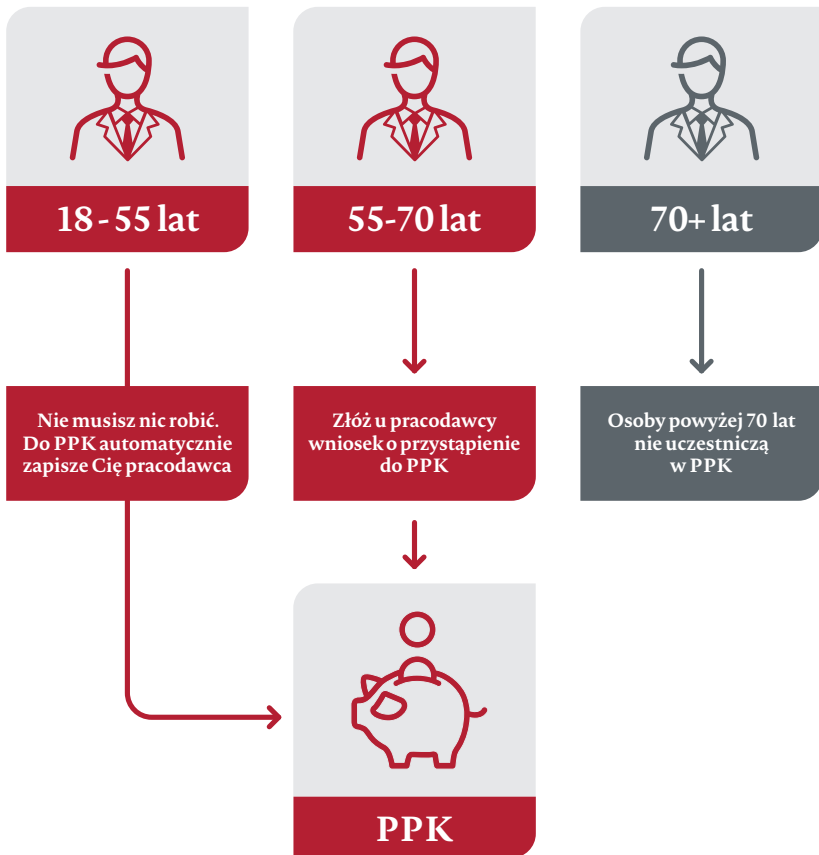 18 - 55 lat
55-70 lat
70+ lat
Nie musisz nic robić.
Do PPK automatycznie
zapisze Cię pracodawca
Złóż u pracodawcy
wniosek o przystąpienie
do PPK
Osoby powyżej 70 lat
nie uczestniczą
w PPK
PPK